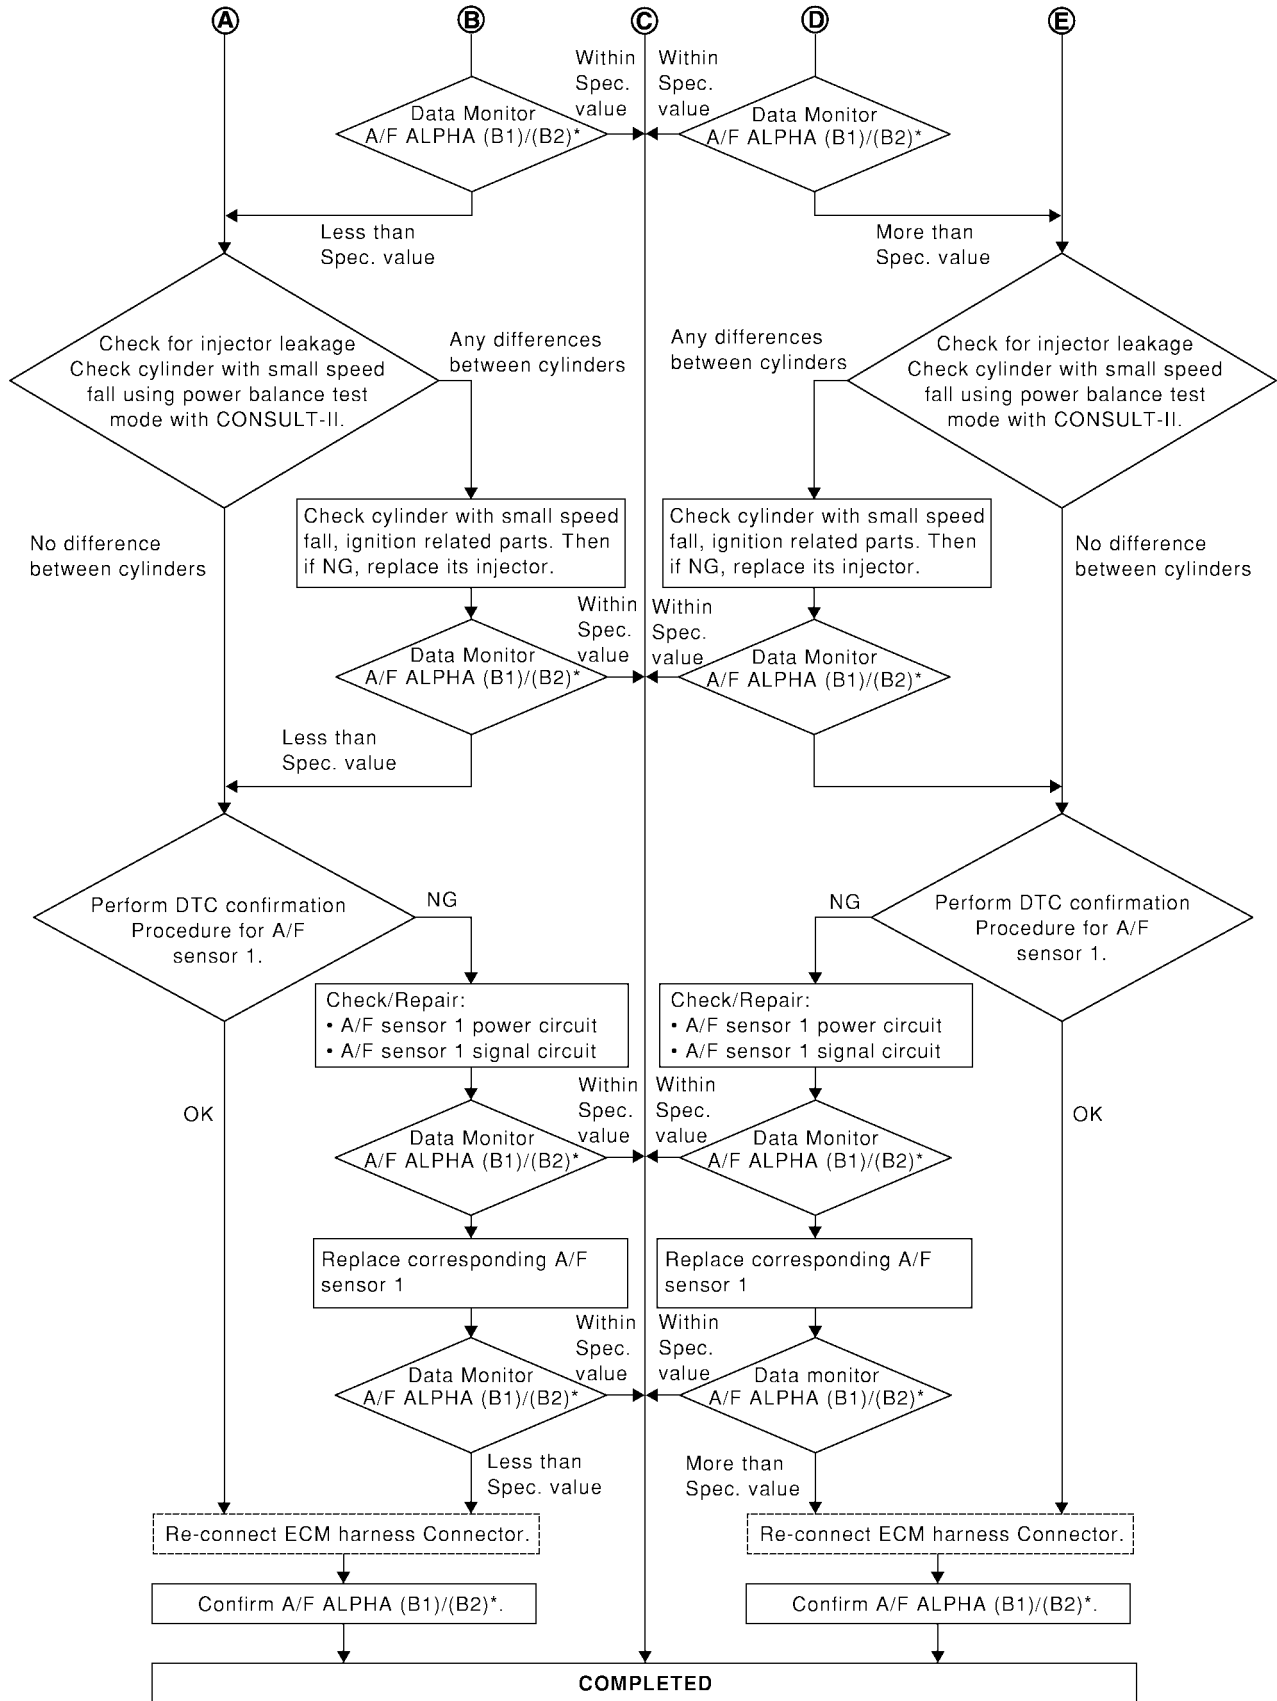 A
B
C
D
E
Within
Spec.
value
Within
Spec.
value
Data Monitor
A/F ALPHA (B1)/(B2)*
Data Monitor
A/F ALPHA (B1)/(B2)*
Less than
Spec. value
More than
Spec. value
Check for injector leakage
Check cylinder with small speed
fall using power balance test
mode with CONSULT-II.
Any differences
between cylinders
Any differences
between cylinders
Check for injector leakage
Check cylinder with small speed
fall using power balance test
mode with CONSULT-II.
No difference
between cylinders
Check cylinder with small speed
fall, ignition related parts. Then
if NG, replace its injector.
Check cylinder with small speed
fall, ignition related parts. Then
if NG, replace its injector.
No difference
between cylinders
Within
Spec.
value
Within
Spec.
value
Data Monitor
A/F ALPHA (B1)/(B2)*
Data Monitor
A/F ALPHA (B1)/(B2)*
Less than
Spec. value
Perform DTC confirmation
Procedure for A/F
sensor 1.
NG
NG
Perform DTC confirmation
Procedure for A/F
sensor 1.
Check/Repair:
• A/F sensor 1 power circuit
• A/F sensor 1 signal circuit
Check/Repair:
• A/F sensor 1 power circuit
• A/F sensor 1 signal circuit
OK
Within
Spec.
value
Within
Spec.
value
OK
Data Monitor
A/F ALPHA (B1)/(B2)*
Data Monitor
A/F ALPHA (B1)/(B2)*
Replace corresponding A/F
sensor 1
Replace corresponding A/F
sensor 1
Within
Spec.
value
Within
Spec.
value
Data Monitor
A/F ALPHA (B1)/(B2)*
Data monitor
A/F ALPHA (B1)/(B2)*
Less than
Spec. value
More than
Spec. value
Re-connect ECM harness Connector.
Re-connect ECM harness Connector.
Confirm A/F ALPHA (B1)/(B2)*.
Confirm A/F ALPHA (B1)/(B2)*.
COMPLETED